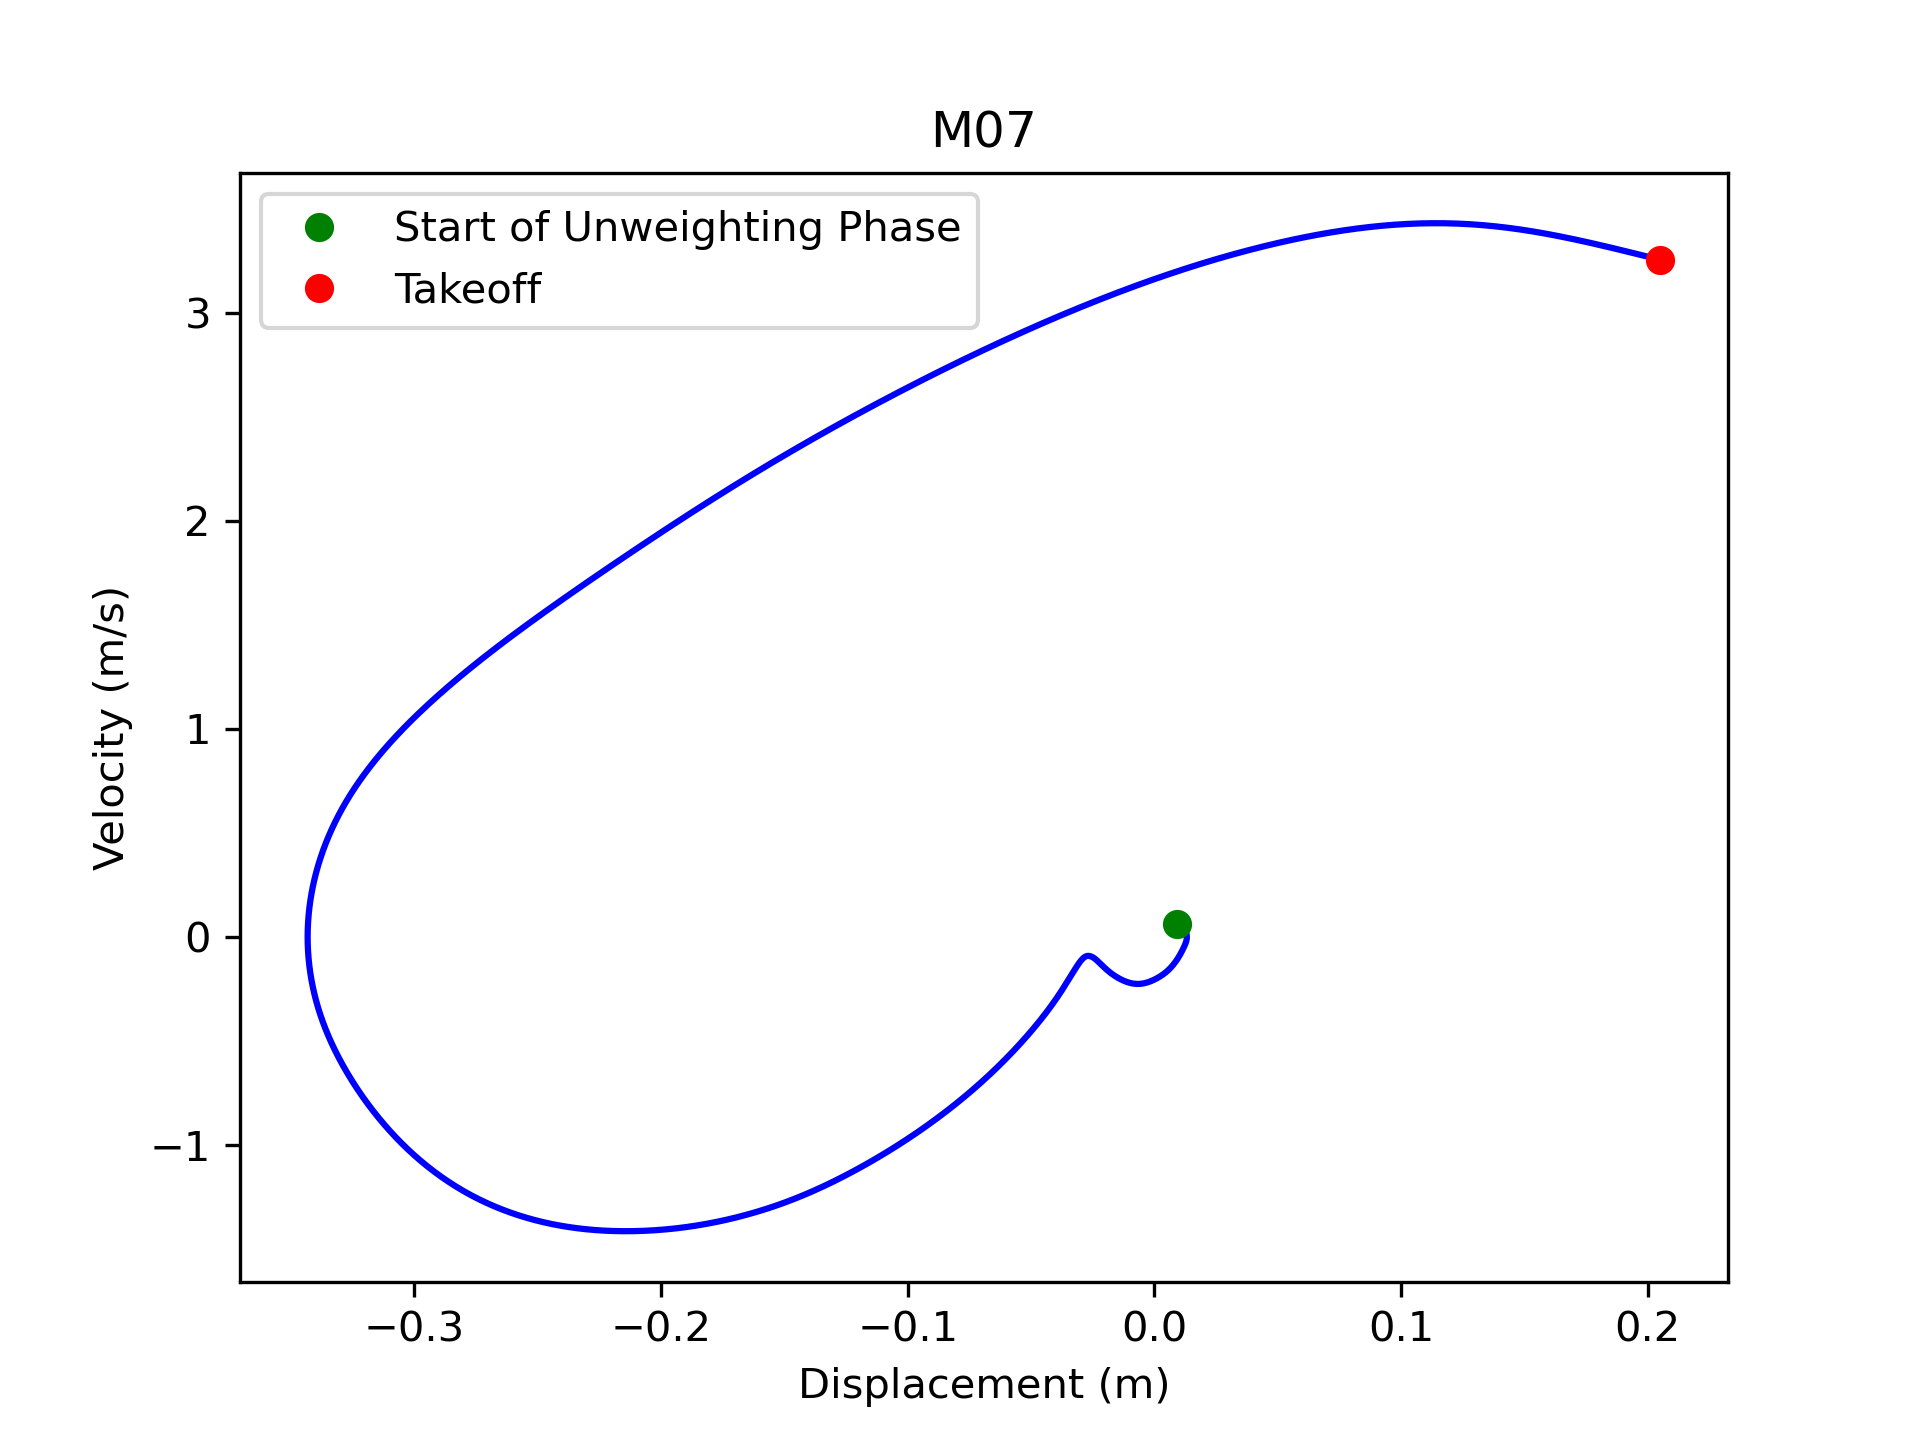 M07
Start of Unweighting Phase
Takeoff
3
2
1
0
−1
Velocity (m/s)
−0.3 −0.2 −0.1 0.0 0.1 0.2
Displacement (m)